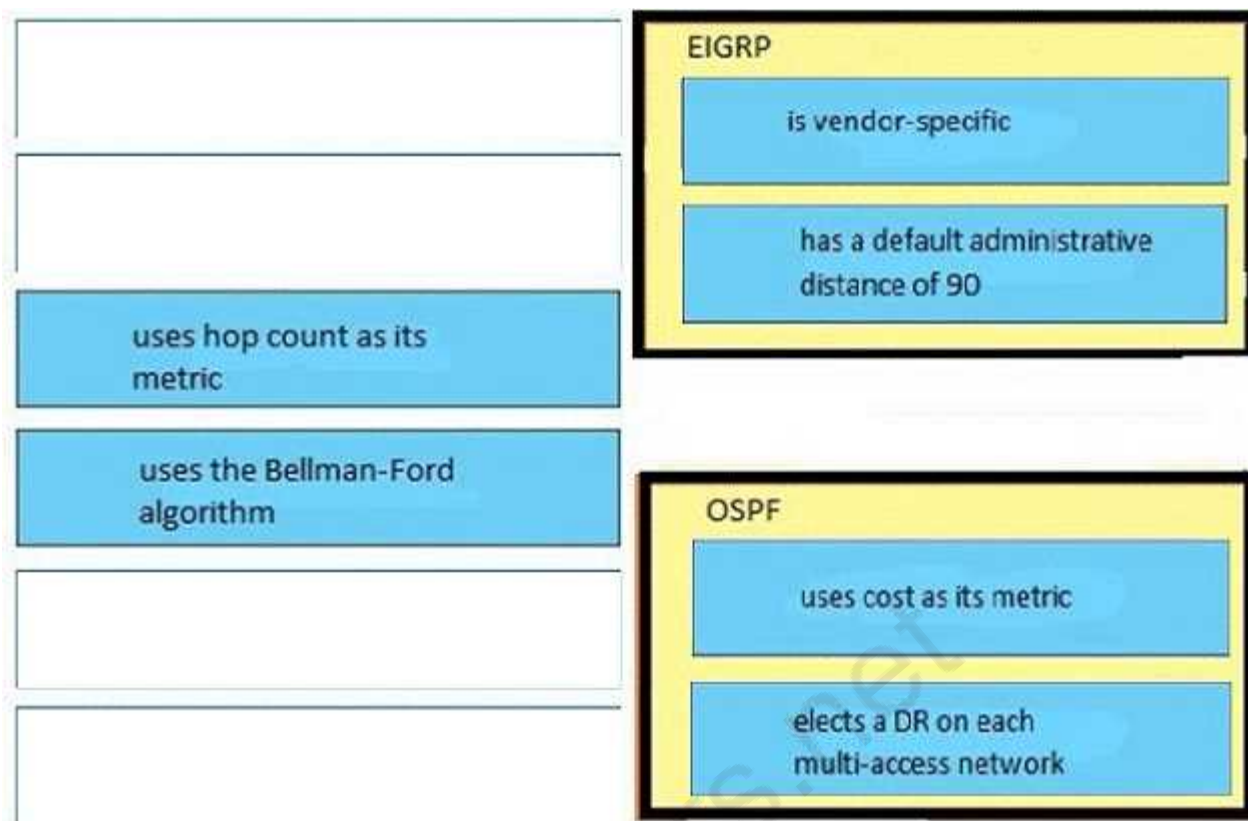 uses hop count as its
metric
uses the Bellman-Ford
algorithm
EIGRP
is vendor-specific
has a default administrative
distance of 90
OSPF
uses cost as its metric
elects a DR on each
multi-access network